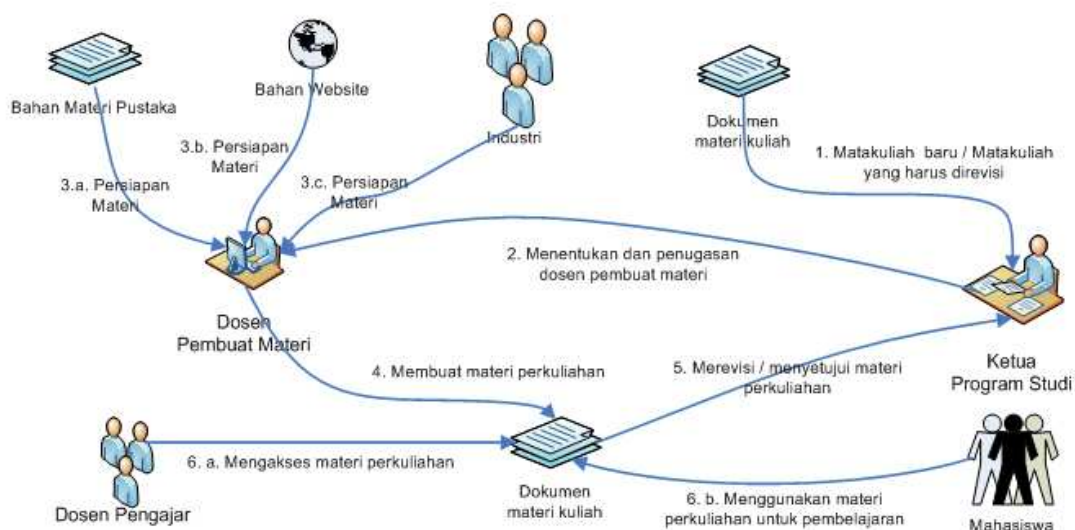 Bahan Materi Pustaka
Bahan Website
Industri
Dokumen
materi kuliah
3.b. Persiapan
Materi
3.a. Persiapan
Materi
3.c. Persiapan
Materi
1. Matakuliah baru / Matakuliah
yang harus direvisi
2. Menentukan dan penugasan
dosen pembuat materi
Dosen
Pembuat Materi
Ketua
Program Studi
4. Membuat materi perkuliahan
5. Merevisi / menyetujui materi
perkuliahan
6. a. Mengakses materi perkuliahan
Dosen Pengajar
Dokumen
materi kuliah
6. b. Menggunakan materi
perkuliahan untuk pembelajaran
Mahasiswa